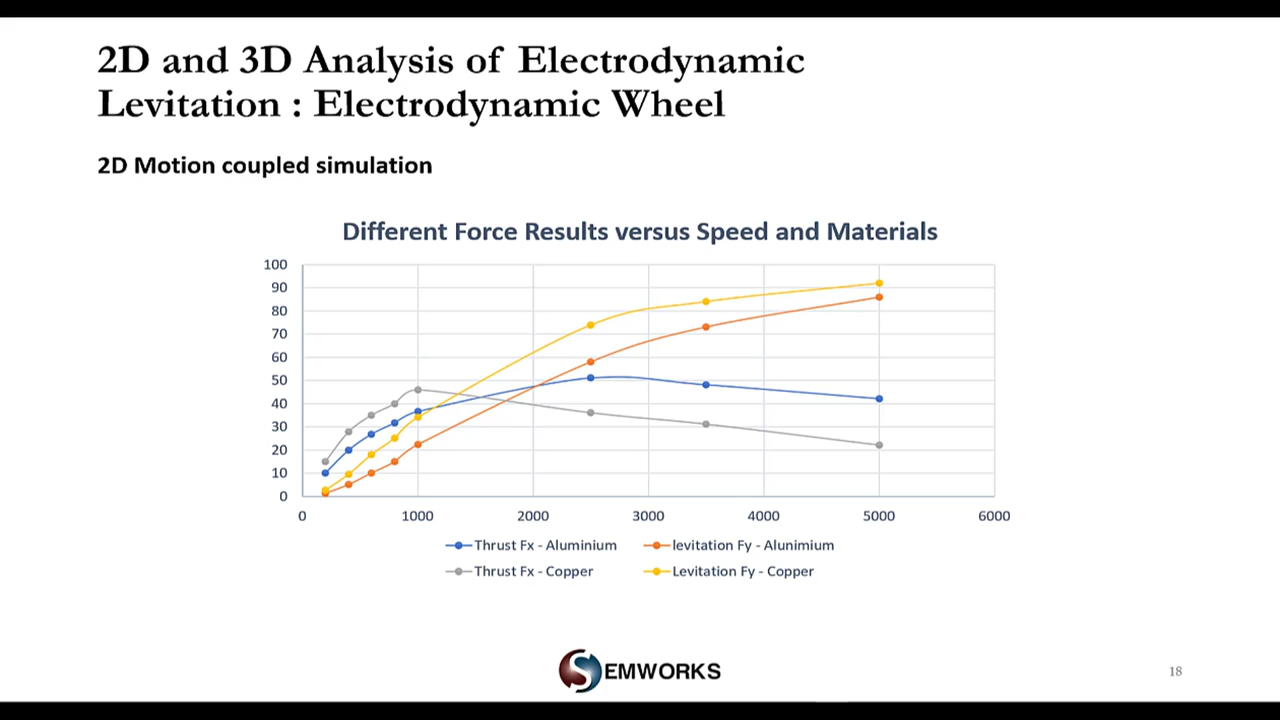 2D and 3D Analysis of Electrodynamic
Levitation : Electrodynamic Wheel
2D Motion coupled simulation
Different Force Results versus Speed and Materials
100
90
80
70
60
50
40
30
20
10
0
0 1000 2000 3000 4000 5000 6000
Thrust Fx - Aluminium levitation Fy - Alunimium
Thrust Fx - Copper Levitation Fy - Copper
EMWORKS
18